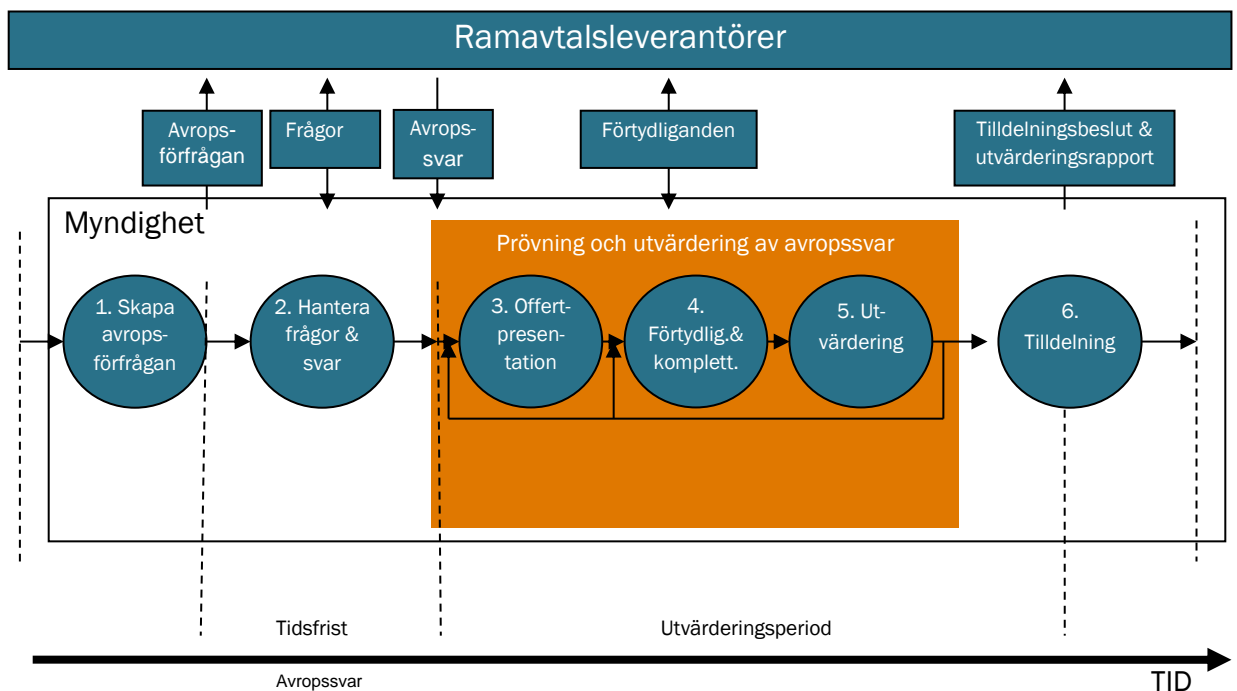 Ramavtalsleverantörer
Avrops-
förfrågan
Frågor
Avrops-
svar
Förtydliganden
Tilldelningsbeslut &
utvärderingsrapport
Myndighet
Prövning och utvärdering av avropssvar
1. Skapa
avrops-
förfrågan
2. Hantera
frågor &
svar
3. Offert-
presen-
tation
4.
Förtydlig.&
komplett.
5. Ut-
värdering
6.
Tilldelning
Tidsfrist
Utvärderingsperiod
Avropssvar
TID